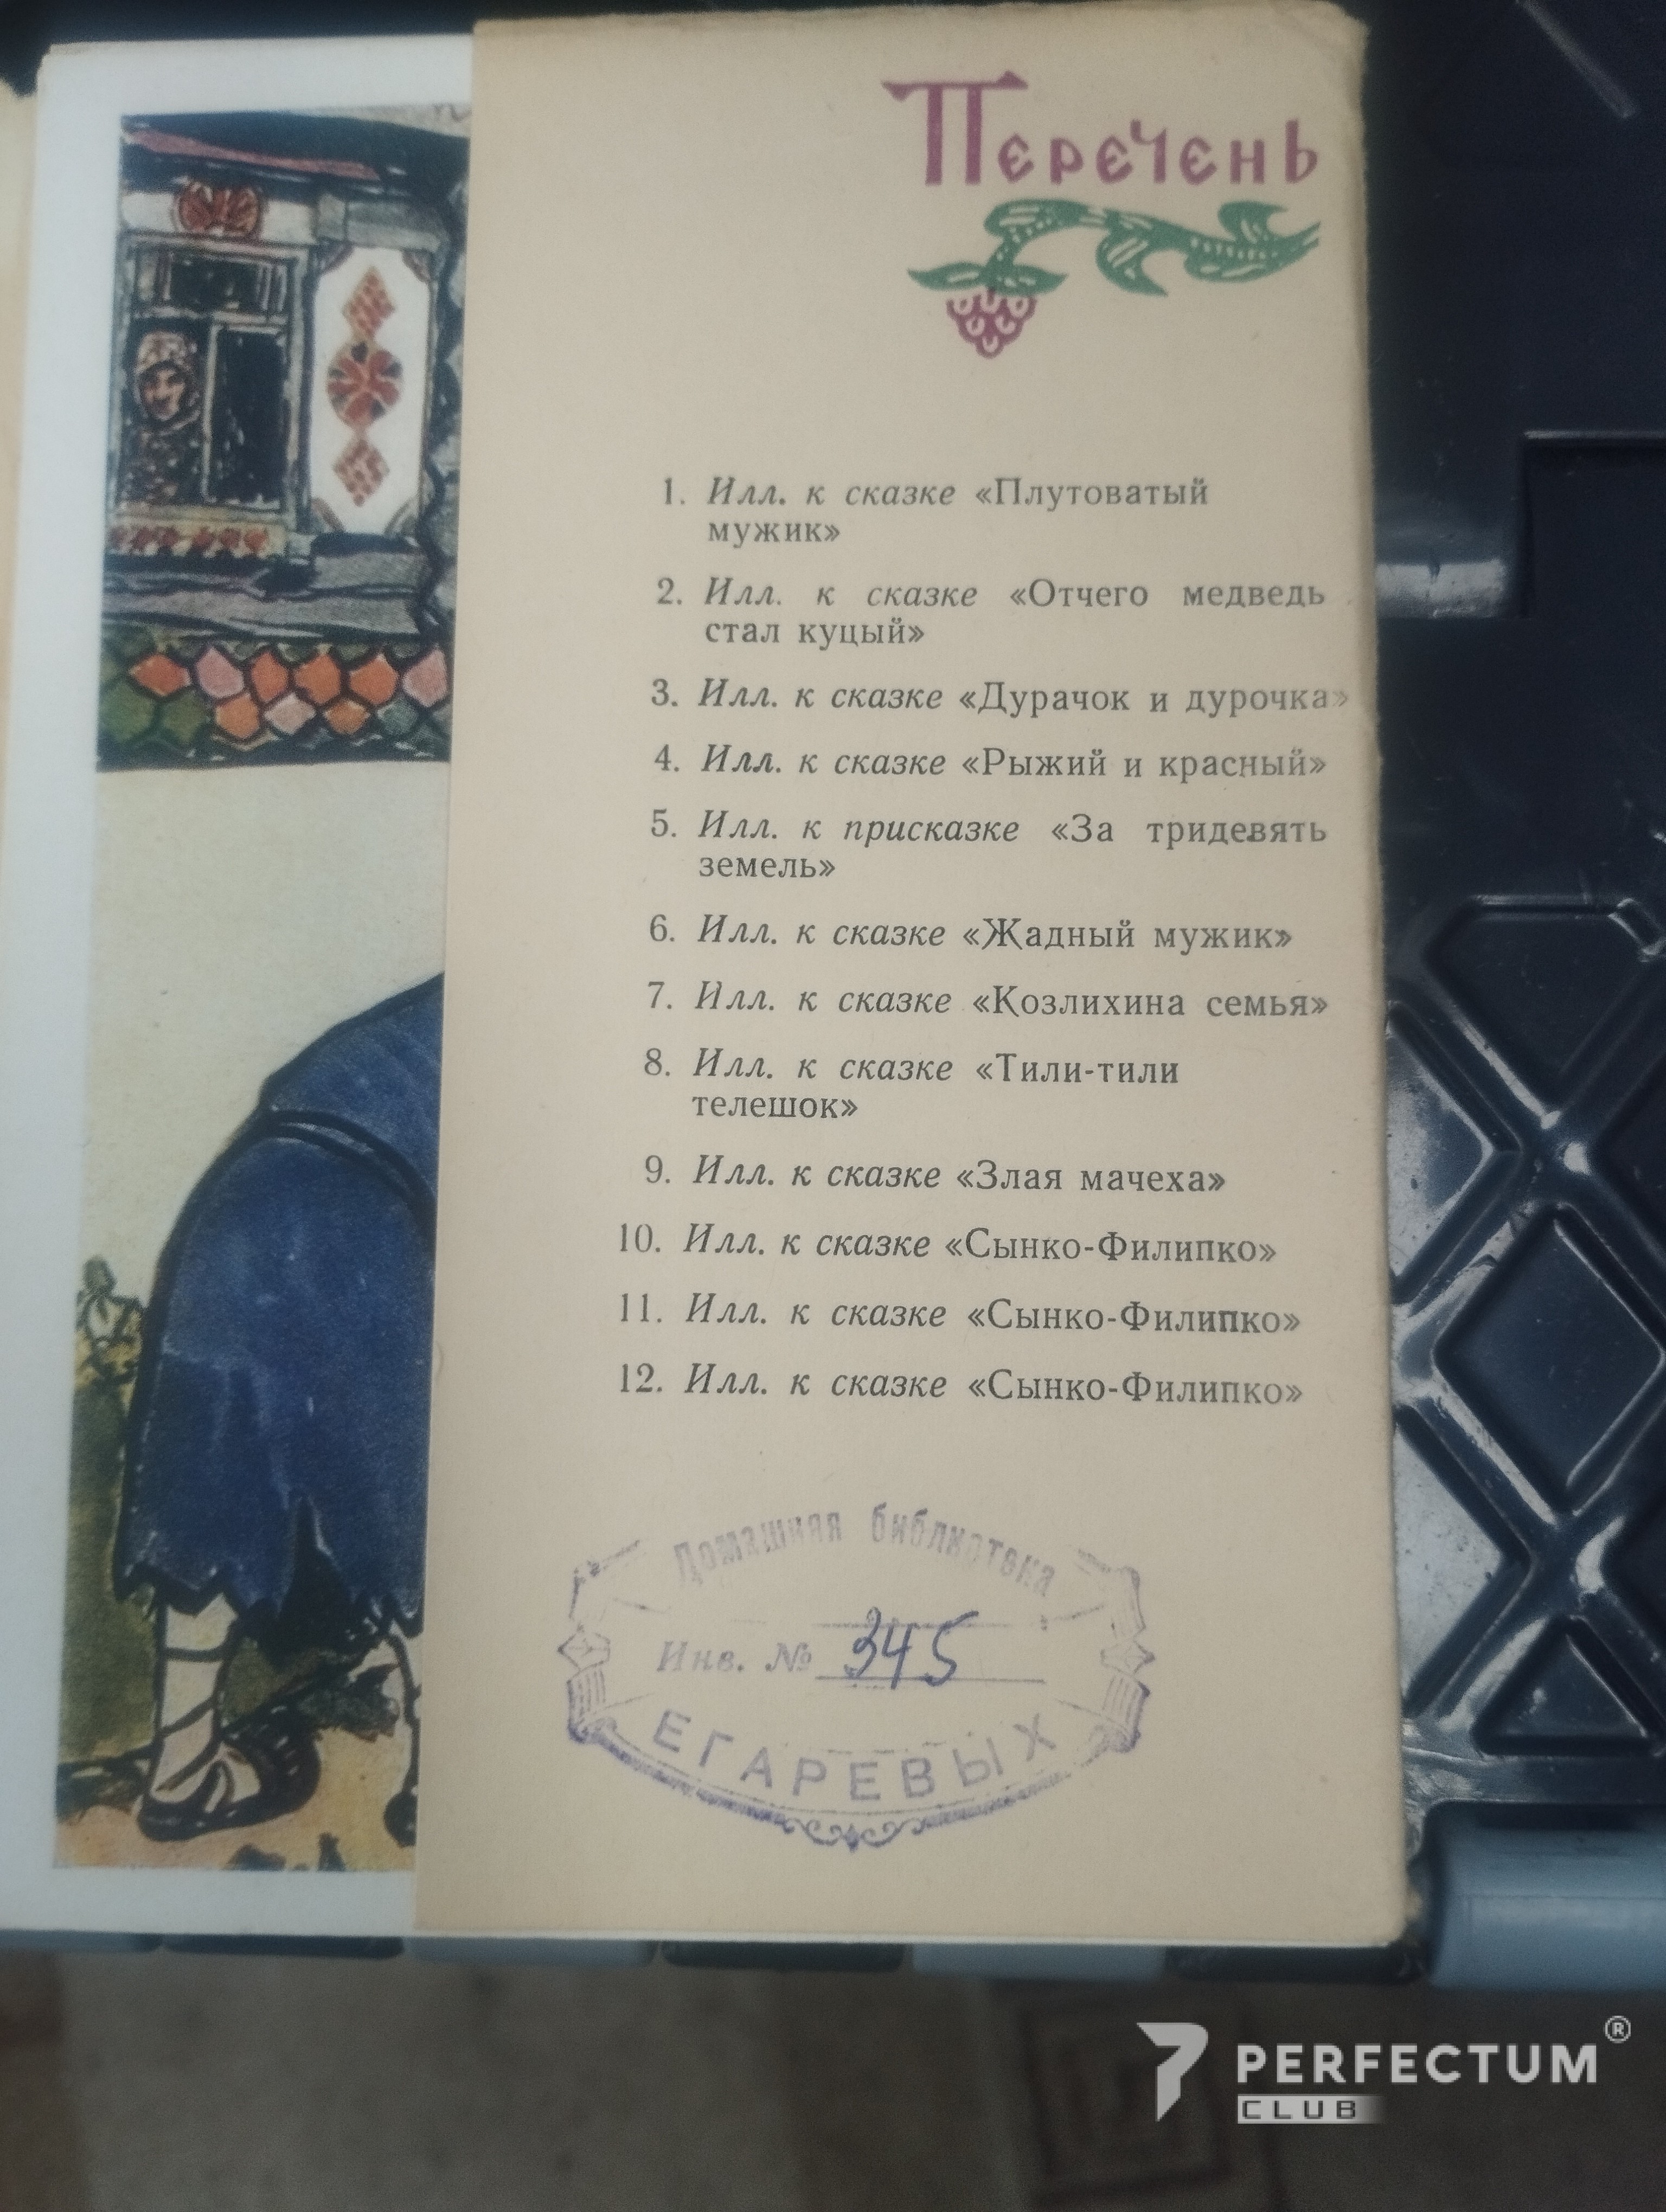 Перечень
1. Илл. к сказке «Плутоватый
мужик»
2. Илл. к сказке «Отчего медведь
стал куцый»
3. Илл. к сказке «Дурачок и дурочка»
4. Илл. к сказке «Рыжий и красный»
5. Илл. к присказке «За тридевять
земель»
6. Илл. к сказке «Жадный мужик»
7. Илл. к сказке «Козлихина семья»
8. Илл. к сказке «Тили-тили
телешок»
9. Илл. к сказке «Злая мачеха»
10. Илл. к сказке «Сынко-Филипко»
11. Илл. к сказке «Сынко-Филипко»
12. Илл. к сказке «Сынко-Филипко»
Домашняя библиотека
Инв. № 345
ЕГАРЕВЫХ
PERFECTUM ®
CLUB